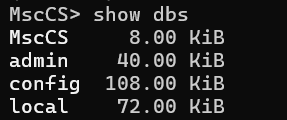 MscCS> show dbs
MscCS     8.00 KiB
admin    40.00 KiB
config  108.00 KiB
local    72.00 KiB